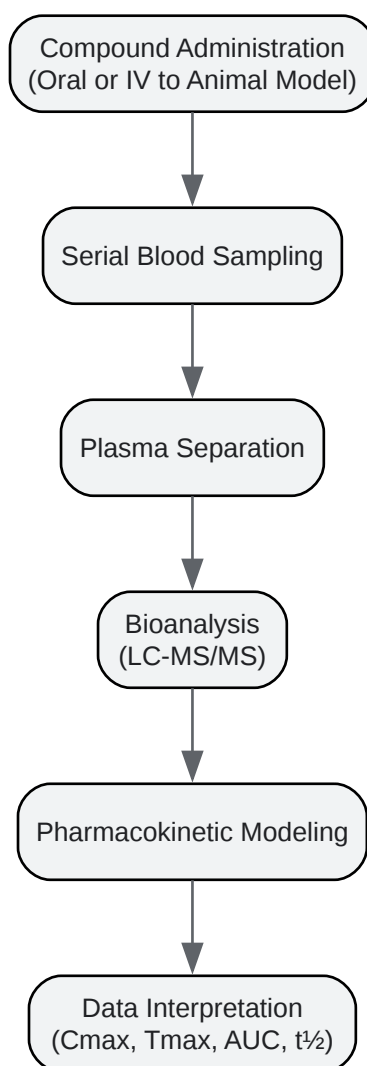 Compound Administration
(Oral or IV to Animal Model)
Serial Blood Sampling
Plasma Separation
Bioanalysis
(LC-MS/MS)
Pharmacokinetic Modeling
Data Interpretation
(Cmax, Tmax, AUC, t½)